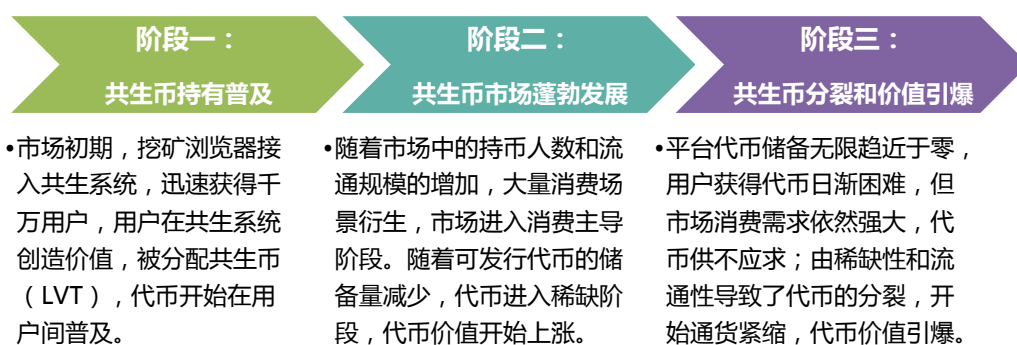 阶段一：
共生币持有普及
•市场初期，挖矿浏览器接
入共生系统，迅速获得千
万用户，用户在共生系统
创造价值，被分配共生币
（LVT），代币开始在用
户间普及。
阶段二：
共生币市场蓬勃发展
•随着市场中的持币人数和流
通规模的增加，大量消费场
景衍生，市场进入消费主导
阶段。随着可发行代币的储
备量减少，代币进入稀缺阶
段，代币价值开始上涨。
阶段三：
共生币分裂和价值引爆
•平台代币储备无限趋近于零，
用户获得代币日渐困难，但
市场消费需求依然强大，代
币供不应求；由稀缺性和流
通性导致了代币的分裂，开
始通货紧缩，代币价值引爆。